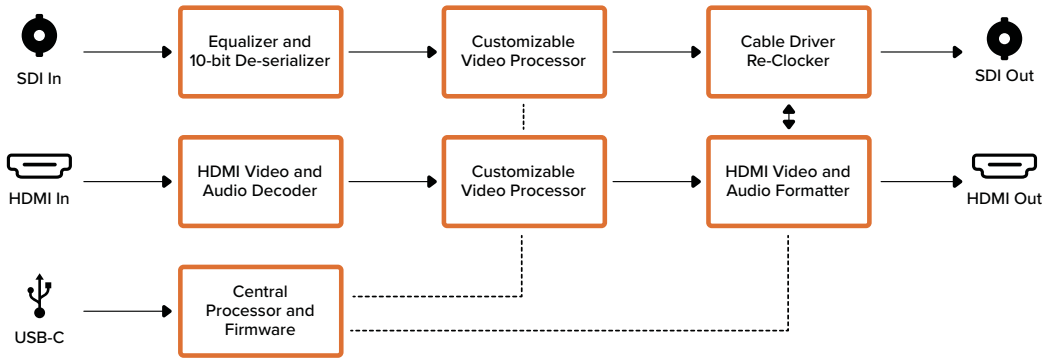 SDI In
Equalizer and
10-bit De-serializer
Customizable
Video Processor
Cable Driver
Re-Clocker
SDI Out
HDMI In
HDMI Video and
Audio Decoder
Customizable
Video Processor
HDMI Video and
Audio Formatter
HDMI Out
USB-C
Central
Processor and
Firmware